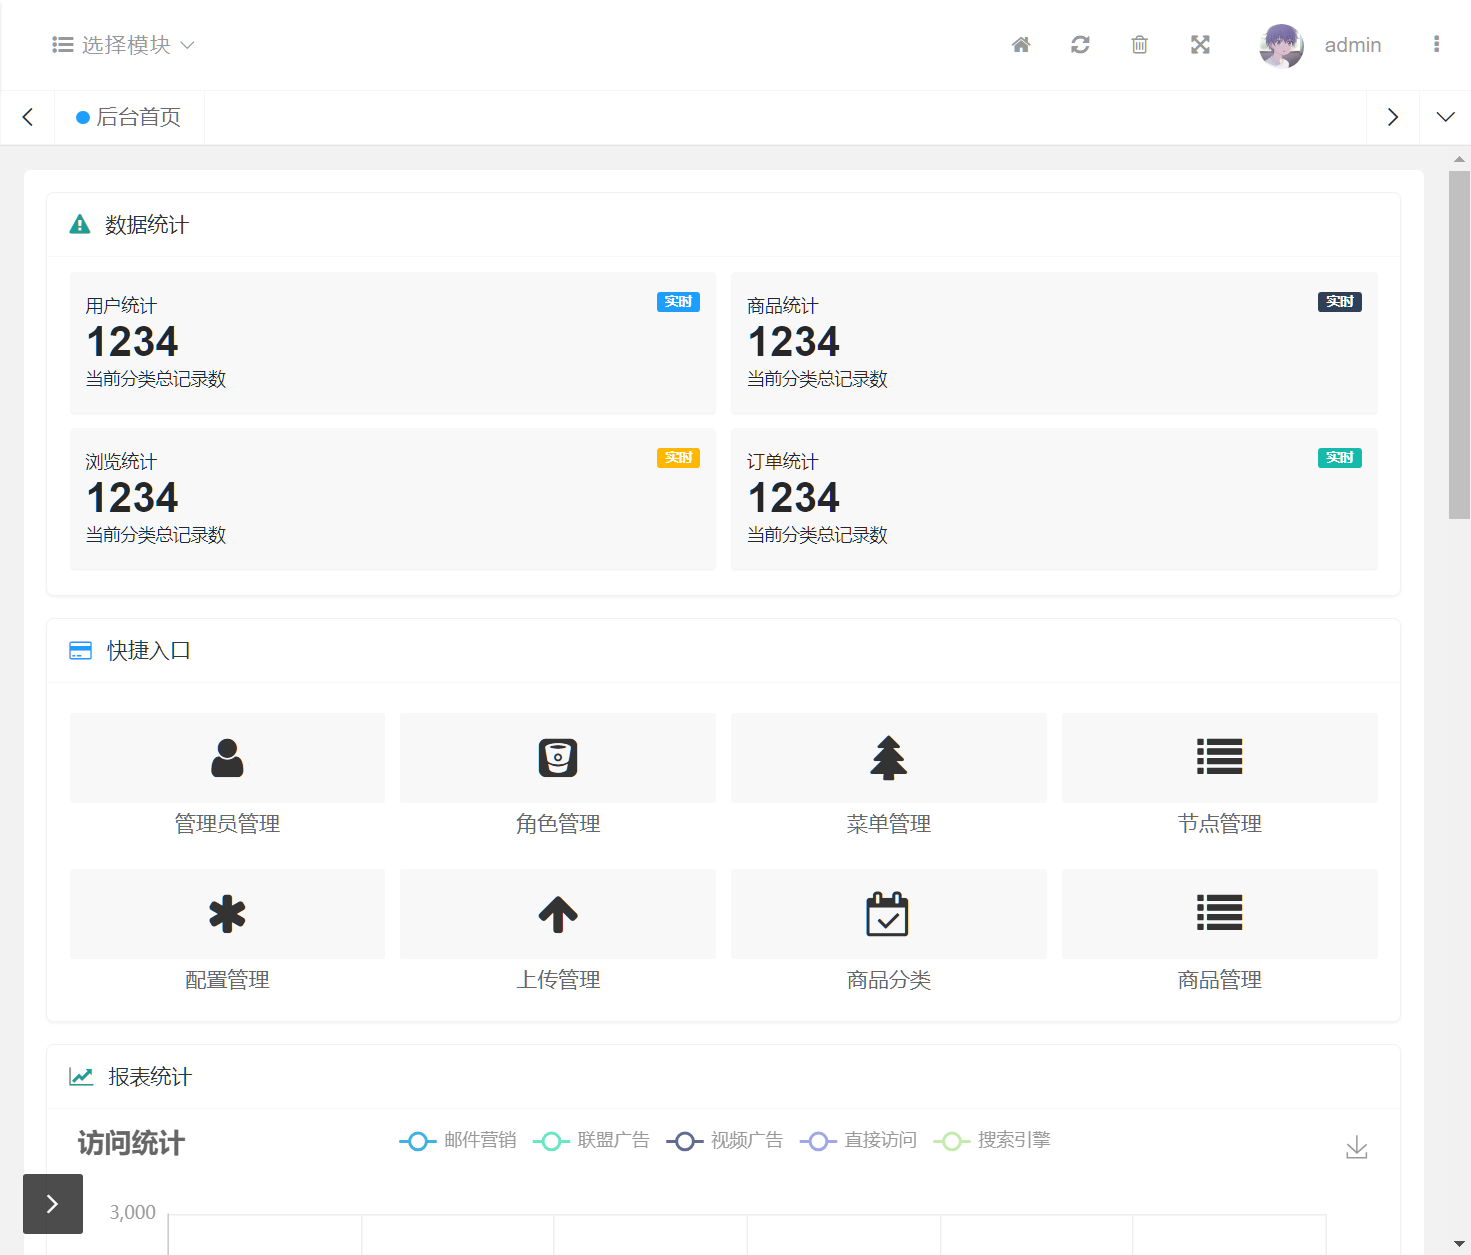 选择模块
admin
后台首页
数据统计
用户统计
实时
1234
当前分类总记录数
商品统计
实时
1234
当前分类总记录数
浏览统计
实时
1234
当前分类总记录数
订单统计
实时
1234
当前分类总记录数
快捷入口
管理员管理
角色管理
菜单管理
节点管理
配置管理
上传管理
商品分类
商品管理
报表统计
访问统计
邮件营销
联盟广告
视频广告
直接访问
搜索引擎
3,000